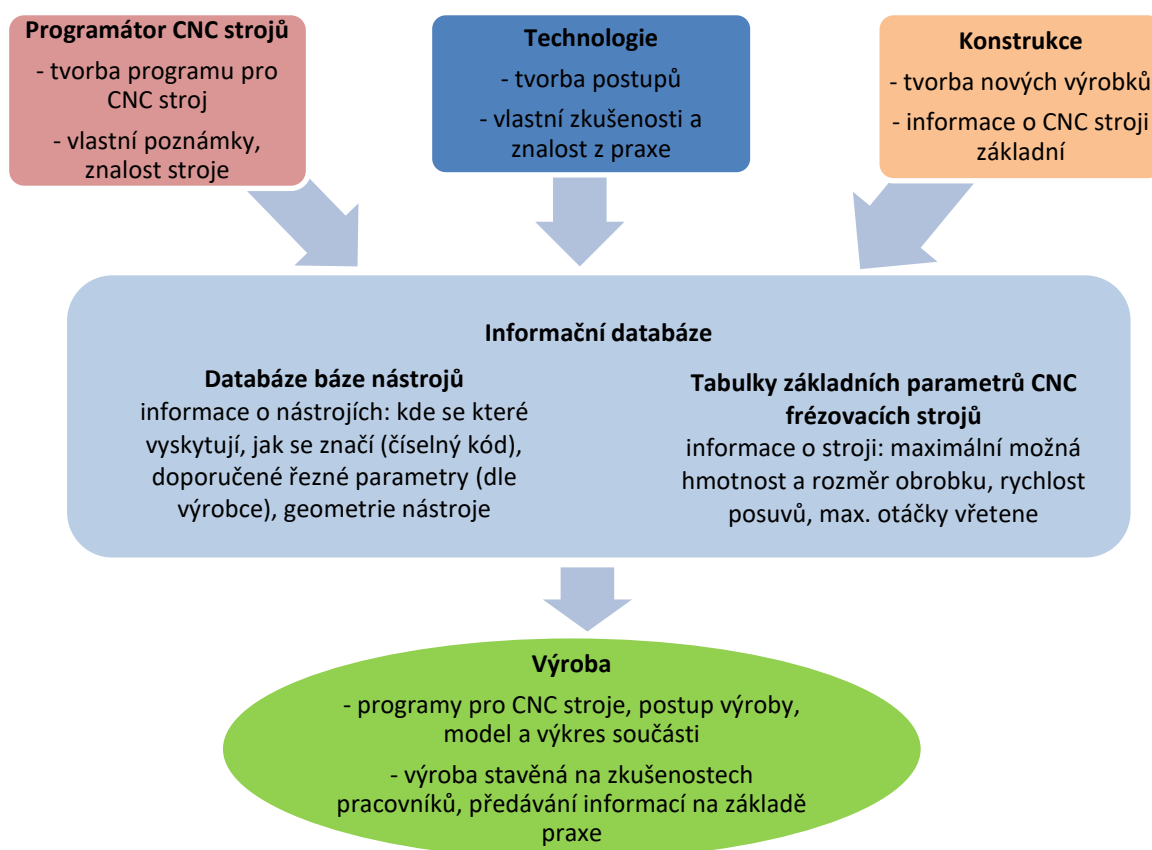 Programátor CNC strojů
- tvorba programu pro
CNC stroj
- vlastní poznámky,
znalost stroje
Technologie
- tvorba postupů
- vlastní zkušenosti a
znalost z praxe
Konstrukce
- tvorba nových výrobků
- informace o CNC stroji
základní
Informační databáze
Databáze báze nástrojů
informace o nástrojích: kde se které
vyskytují, jak se značí (číselný kód),
doporučené řezné parametry (dle
výrobce), geometrie nástroje
Tabulky základních parametrů CNC
frézovacích strojů
informace o stroji: maximální možná
hmotnost a rozměr obrobku, rychlost
posuvů, max. otáčky vřetene
Výroba
- programy pro CNC stroje, postup výroby,
model a výkres součásti
- výroba stavěná na zkušenostech
pracovníků, předávání informací na základě
praxe